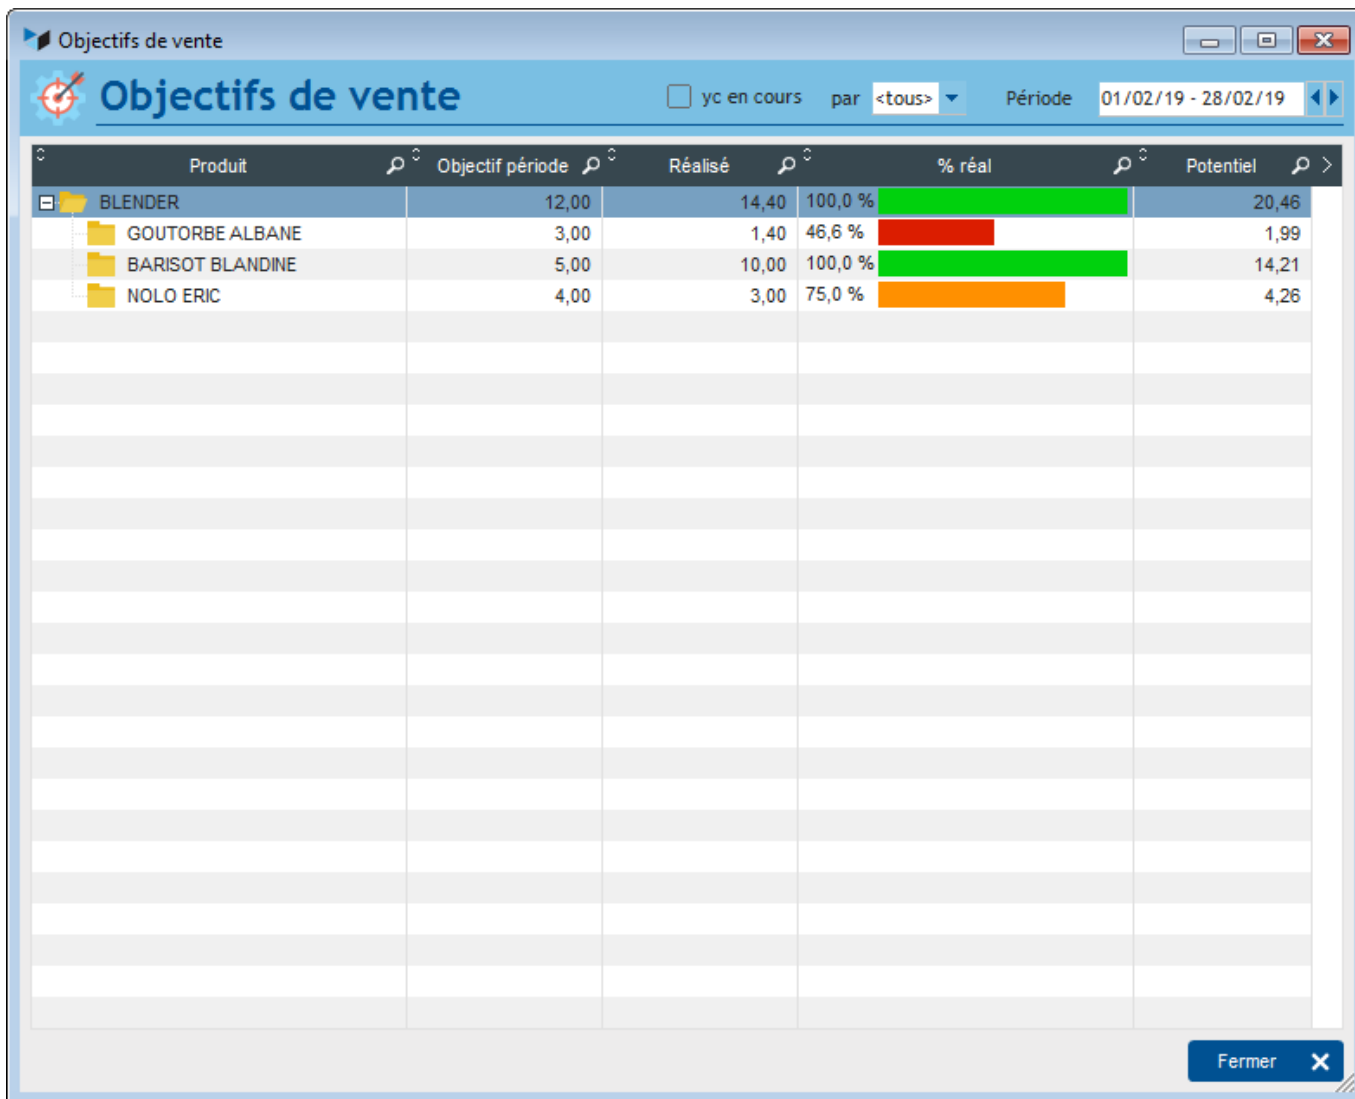 Objectifs de vente
Objectifs de vente yc en cours par <tous> Période 01/02/19 - 28/02/19
Produit Objectif période Réalisé % réal Potentiel
BLENDER 12,00 14,40 100,0 % 20,46
GOUTORBE ALBANE 3,00 1,40 46,6 % 1,99
BARISOT BLANDINE 5,00 10,00 100,0 % 14,21
NOLO ERIC 4,00 3,00 75,0 % 4,26
Fermer